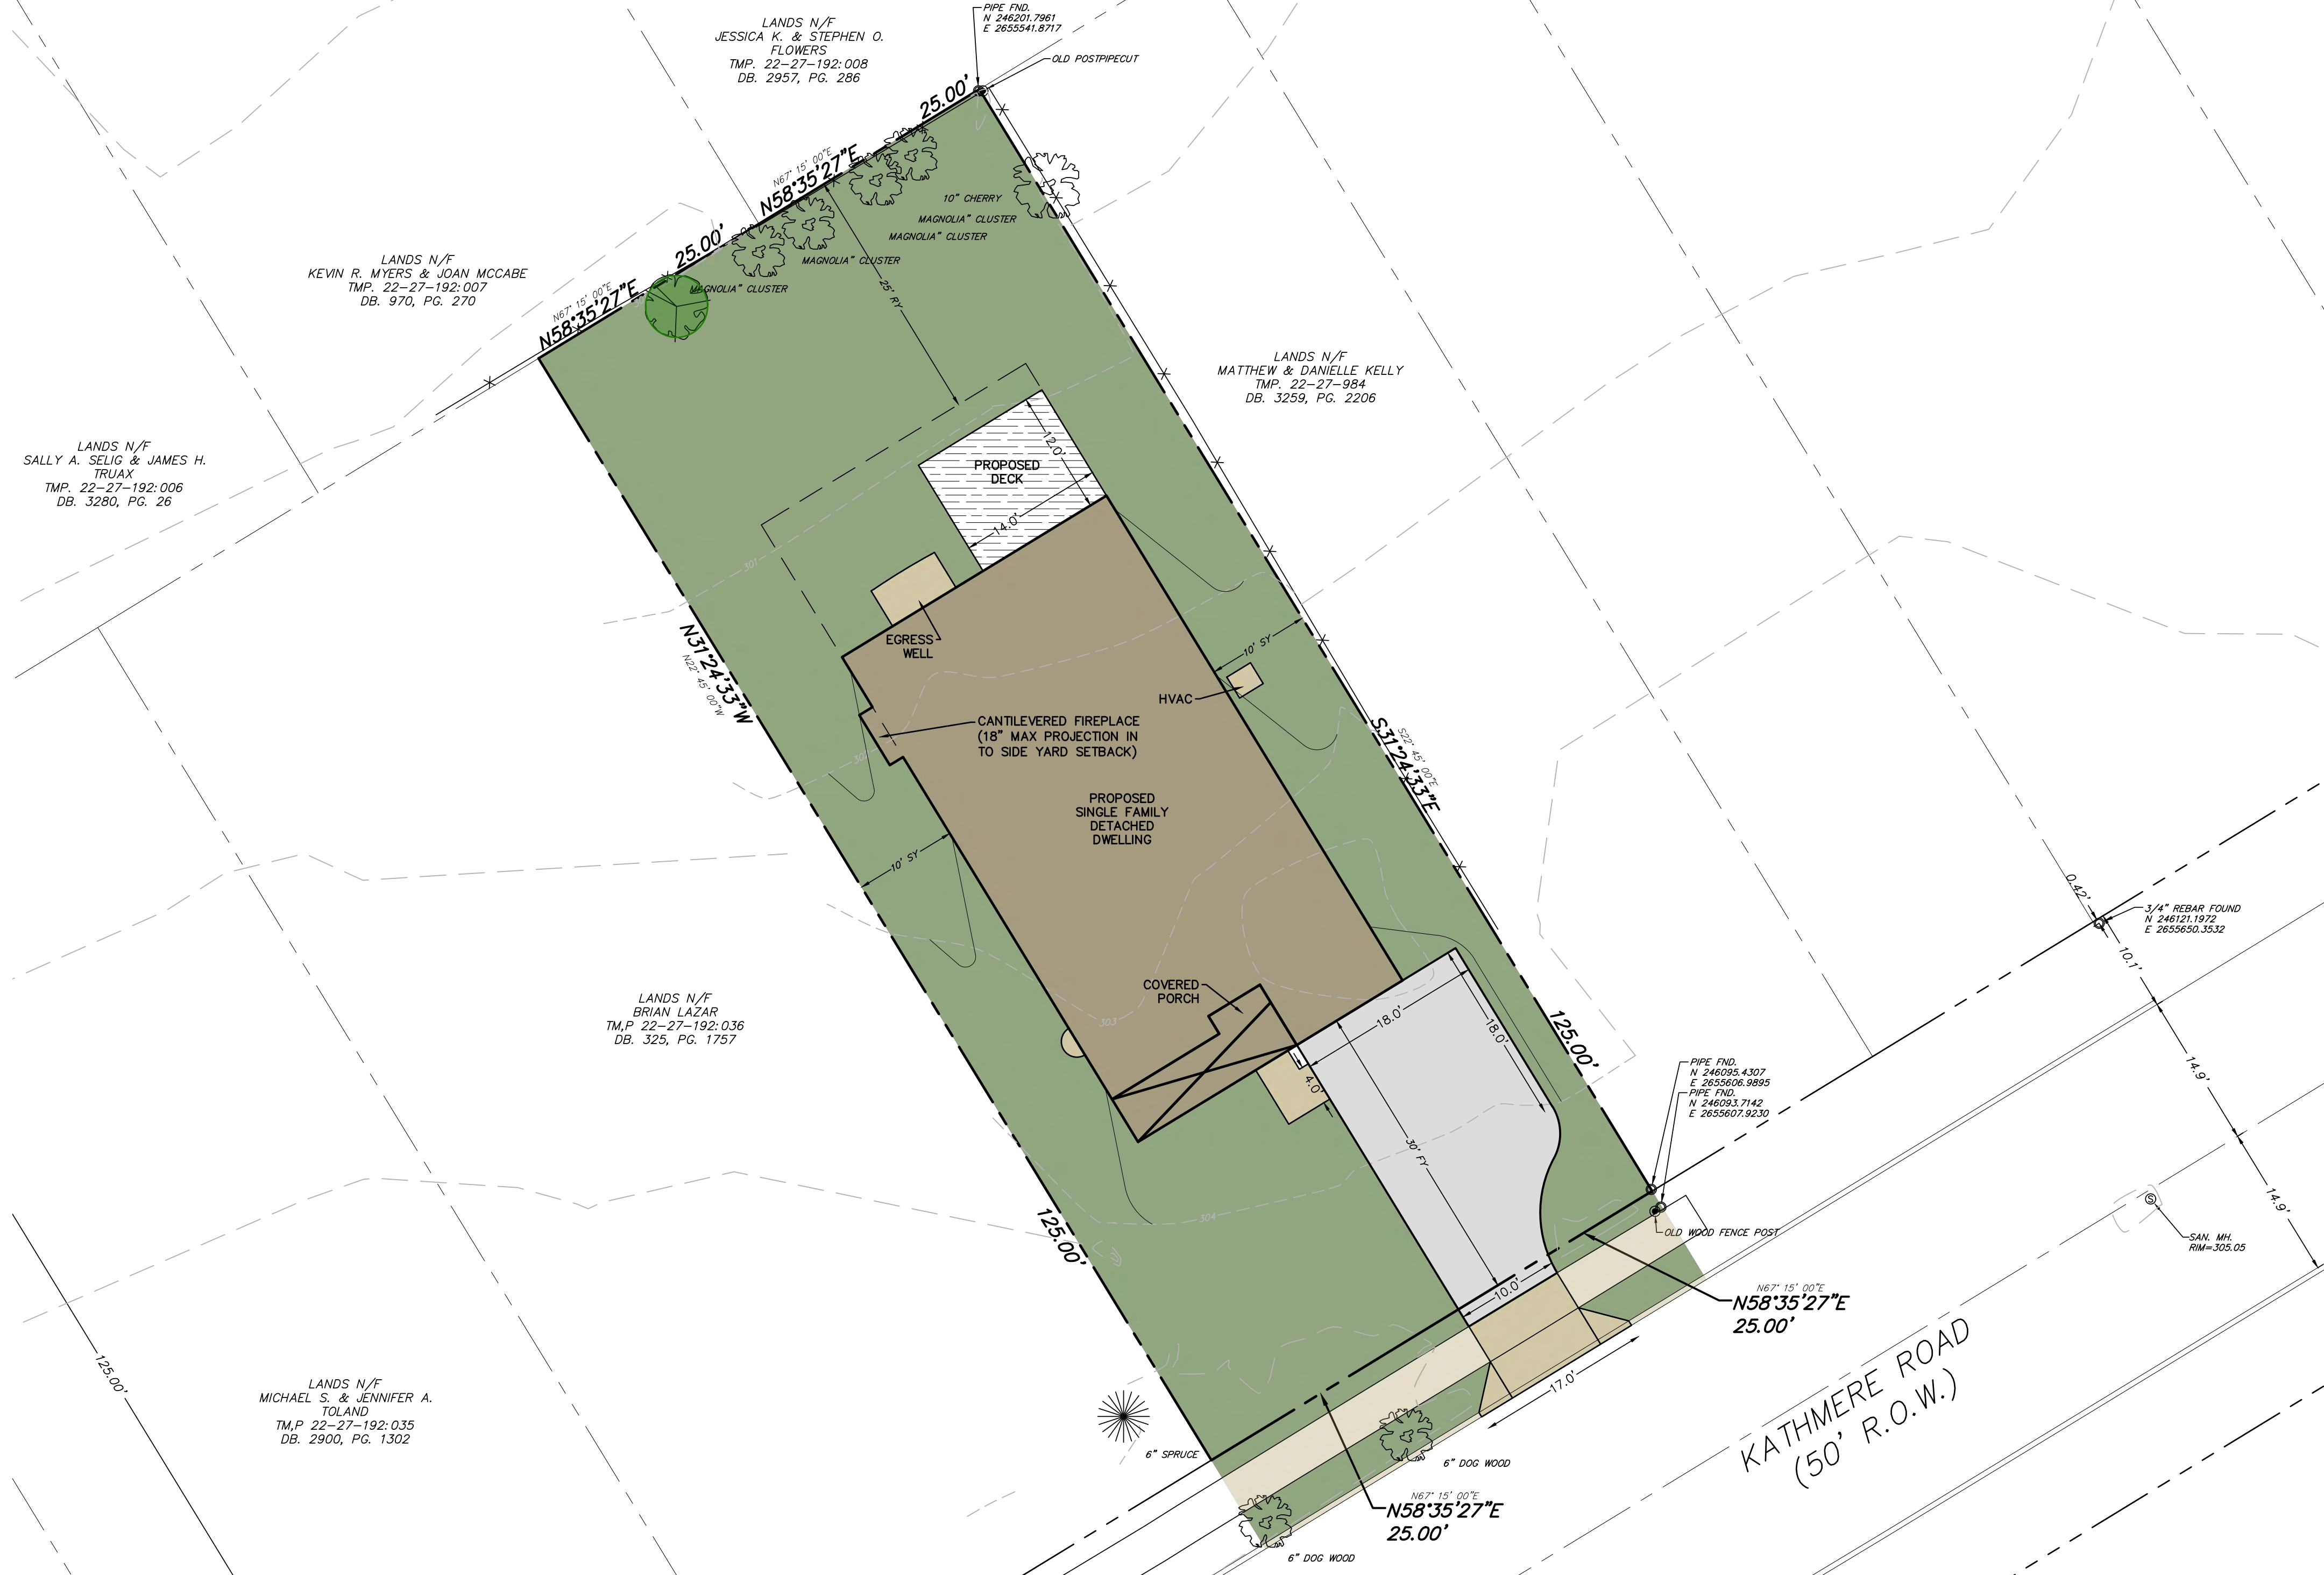 PIPE FND.
N 246201.7961
E 2655541.8717
OLD POSTPIPECUT
LANDS N/F
JESSICA K. & STEPHEN O.
FLOWERS
TMP. 22-27-192:008
DB. 2957, PG. 286
25.00'
N67° 15' 00"E
N58°35'27"E
10" CHERRY
MAGNOLIA" CLUSTER
MAGNOLIA" CLUSTER
MAGNOLIA" CLUSTER
MAGNOLIA" CLUSTER
25' RY
25.00'
N67° 15' 00"E
N58°35'27"E
LANDS N/F
KEVIN R. MYERS & JOAN MCCABE
TMP. 22-27-192:007
DB. 970, PG. 270
LANDS N/F
MATTHEW & DANIELLE KELLY
TMP. 22-27-984
DB. 3259, PG. 2206
LANDS N/F
SALLY A. SELIG & JAMES H.
TRUAX
TMP. 22-27-192:006
DB. 3280, PG. 26
PROPOSED
DECK
12.0'
14.0'
301
EGRESS
WELL
10' SY
HVAC
N31°24'33"W
N22° 45' 00"W
CANTILEVERED FIREPLACE
(18" MAX PROJECTION IN
TO SIDE YARD SETBACK)
S22° 45' 00"E
S31°24'33"E
PROPOSED
SINGLE FAMILY
DETACHED
DWELLING
10' SY
0.42'
3/4" REBAR FOUND
N 246121.1972
E 2655650.3532
10.1'
14.9'
14.9'
LANDS N/F
BRIAN LAZAR
TM,P 22-27-192:036
DB. 325, PG. 1757
COVERED
PORCH
303
18.0'
18.0'
125.00'
4.0'
30' FY
PIPE FND.
N 246095.4307
E 2655606.9895
PIPE FND.
N 246093.7142
E 2655607.9230
OLD WOOD FENCE POST
S
SAN. MH.
RIM=305.05
304
125.00'
10.0'
N67° 15' 00"E
N58°35'27"E
25.00'
17.0'
125.00'
LANDS N/F
MICHAEL S. & JENNIFER A.
TOLAND
TM,P 22-27-192:035
DB. 2900, PG. 1302
6" SPRUCE
6" DOG WOOD
N67° 15' 00"E
N58°35'27"E
25.00'
6" DOG WOOD
KATHMERE ROAD
(50' R.O.W.)